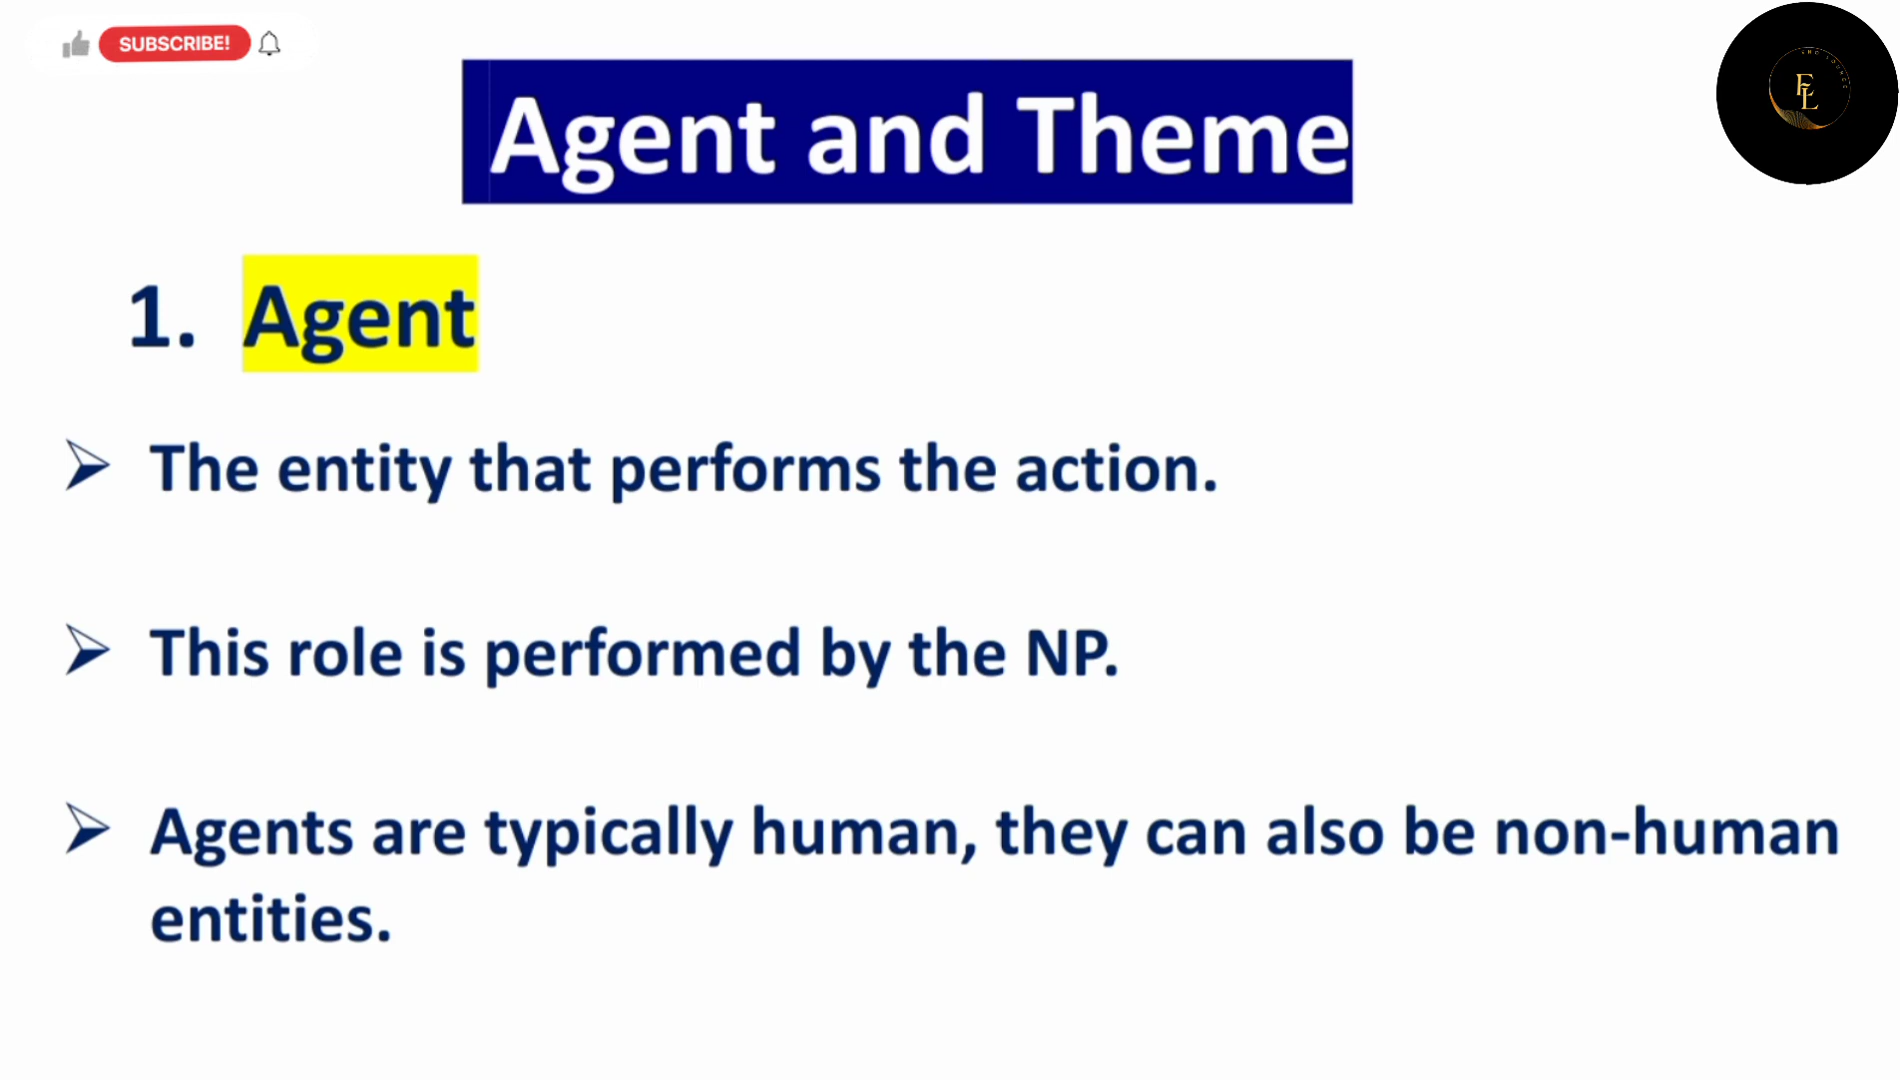 SUBSCRIBE!
Agent and Theme
1. Agent
➢ The entity that performs the action.
➢ This role is performed by the NP.
➢ Agents are typically human, they can also be non-human
entities.
EL